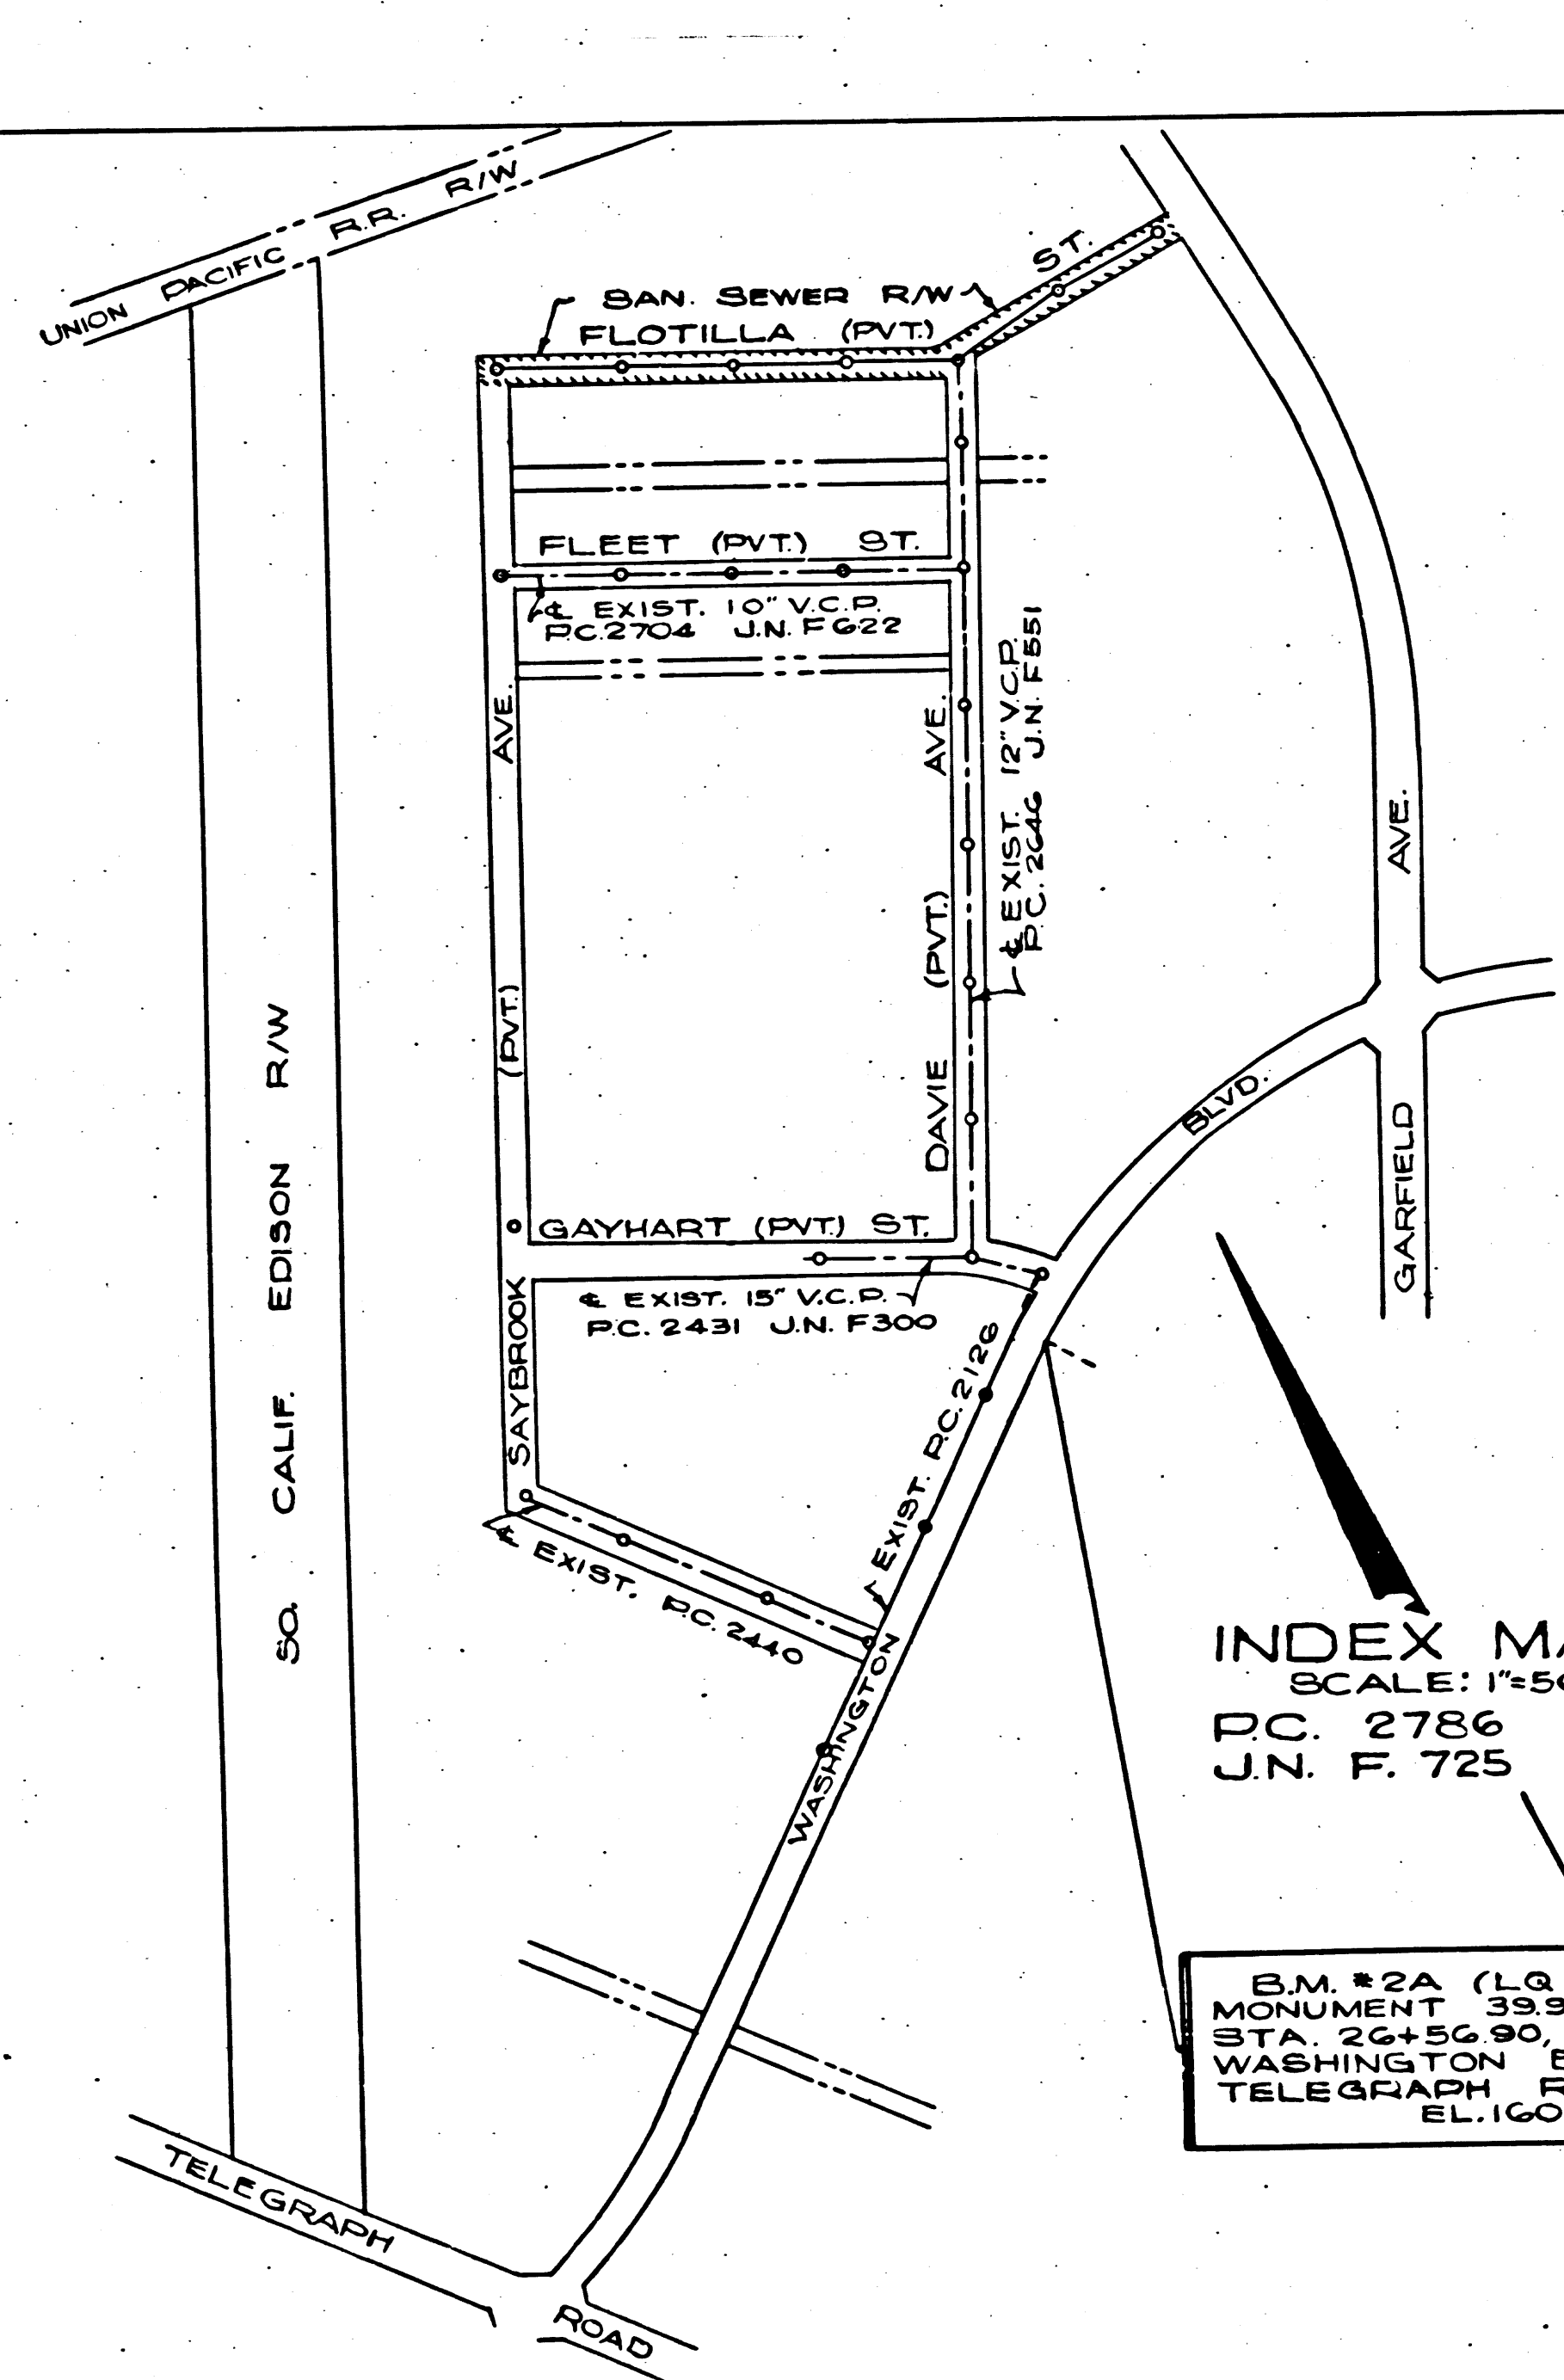 UNION PACIFIC R.R. R/W
SAN. SEWER R/W
FLOTILLA (PVT.) ST.
FLEET (PVT.) ST.
℄ EXIST. 10" V.C.P.
P.C. 2704 J.N. F622
℄ EXIST. 12" V.C.P.
P.C. 2646 J.N. F551
SAYBROOK (PVT.) AVE.
DAVIE (PVT.) AVE.
GARFIELD AVE.
SO. CALIF. EDISON R/W
GAYHART (PVT.) ST.
℄ EXIST. 15" V.C.P.
P.C. 2431 J.N. F300
EXIST. P.C. 2126
℄ EXIST. P.C. 2440
WASHINGTON BLVD.
INDEX MA
SCALE: 1"=50
P.C. 2786
J.N. F. 725
B.M. #2A (LQ
MONUMENT 39.9
STA. 26+56.90,
WASHINGTON B
TELEGRAPH R
EL. 160
TELEGRAPH ROAD